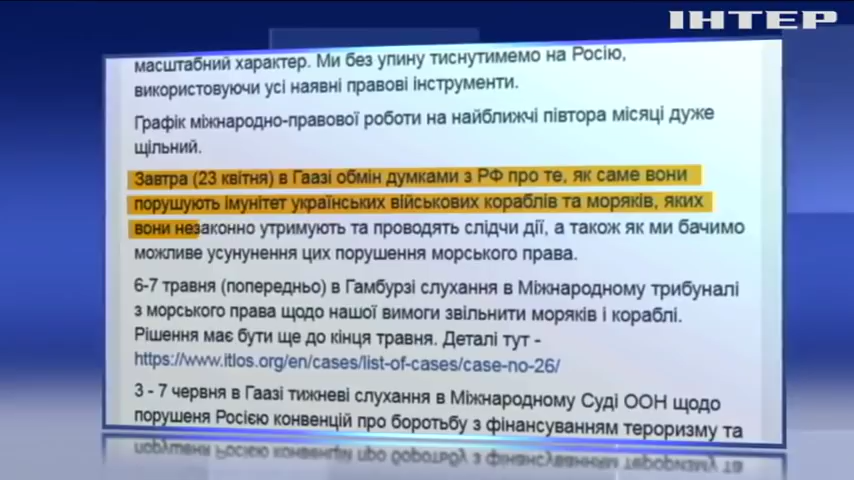 ІНТЕР
масштабний характер. Ми без упину тиснутимемо на Росію,
використовуючи усі наявні правові інструменти.
Графік міжнародно-правової роботи на найближчі півтора місяці дуже
щільний.
Завтра (23 квітня) в Гаазі обмін думками з РФ про те, як саме вони
порушують імунітет українських військових кораблів та моряків, яких
вони незаконно утримують та проводять слідчи дії, а також як ми бачимо
можливе усунунення цих порушення морського права.
6-7 травня (попередньо) в Гамбурзі слухання в Міжнародному трибуналі
з морського права щодо нашої вимоги звільнити моряків і кораблі.
Рішення має бути ще до кінця травня. Деталі тут -
https://www.itlos.org/en/cases/list-of-cases/case-no-26/
3 - 7 червня в Гаазі тижневі слухання в Міжнародному Суді ООН щодо
порушеня Росією конвенцій про боротьбу з фінансуванням тероризму та